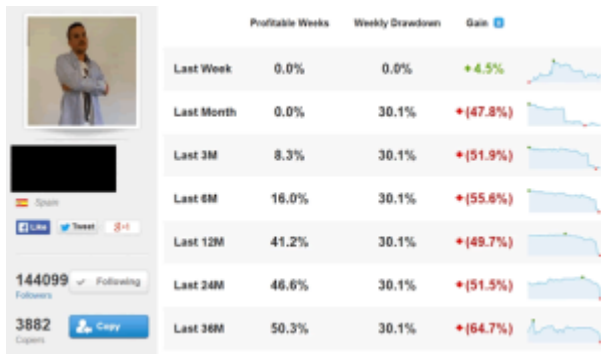 Profitable Weeks Weekly Drawdown Gain
Last Week 0.0% 0.0% +4.5%
Last Month 0.0% 30.1% +(47.8%)
Last 3M 8.3% 30.1% +(51.9%)
Last 6M 16.0% 30.1% +(55.6%)
Last 12M 41.2% 30.1% +(49.7%)
Last 24M 46.6% 30.1% +(51.5%)
Last 36M 50.3% 30.1% +(64.7%)
Spain
Like Tweet g+1
144099 Following
Followers
3882 Copy
Copiers